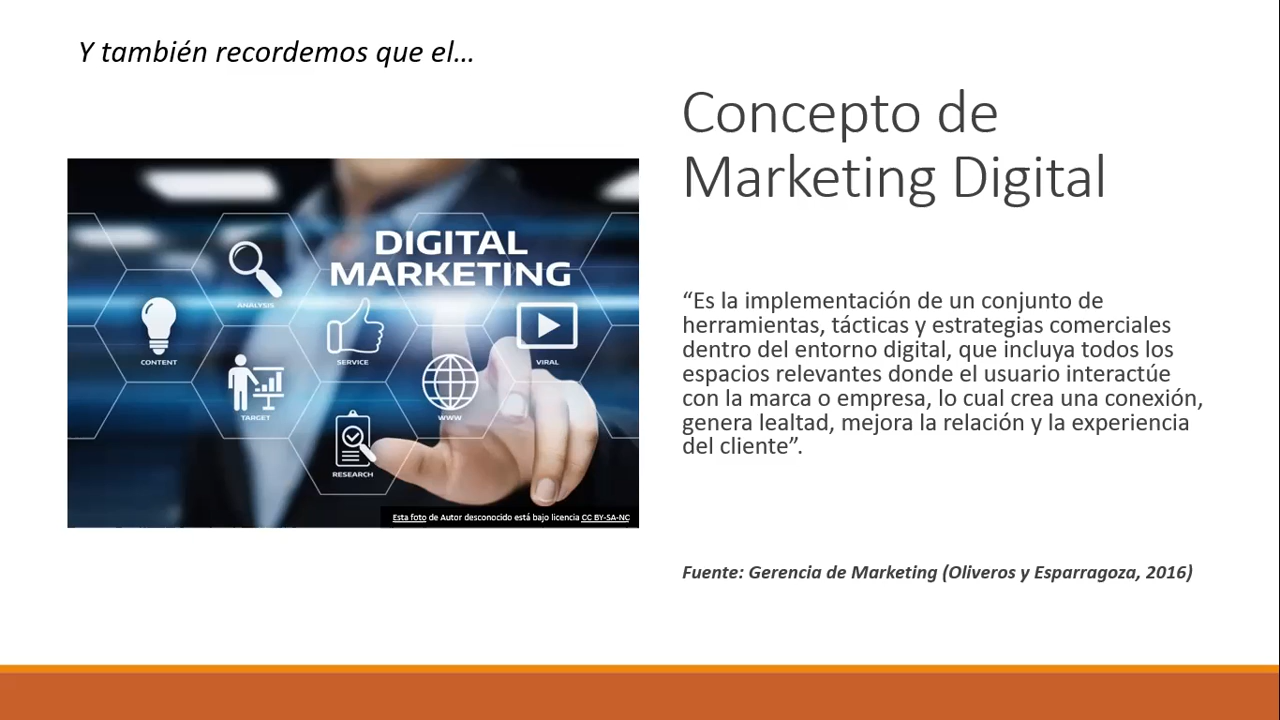 Y también recordemos que el...
Concepto de
Marketing Digital
DIGITAL
MARKETING
ANALYSIS
CONTENT
SERVICE
VIRAL
TARGET
WWW
RESEARCH
Esta foto de Autor desconocido está bajo licencia CC BY-SA-NC
“Es la implementación de un conjunto de
herramientas, tácticas y estrategias comerciales
dentro del entorno digital, que incluya todos los
espacios relevantes donde el usuario interactúe
con la marca o empresa, lo cual crea una conexión,
genera lealtad, mejora la relación y la experiencia
del cliente”.
Fuente: Gerencia de Marketing (Oliveros y Esparragoza, 2016)